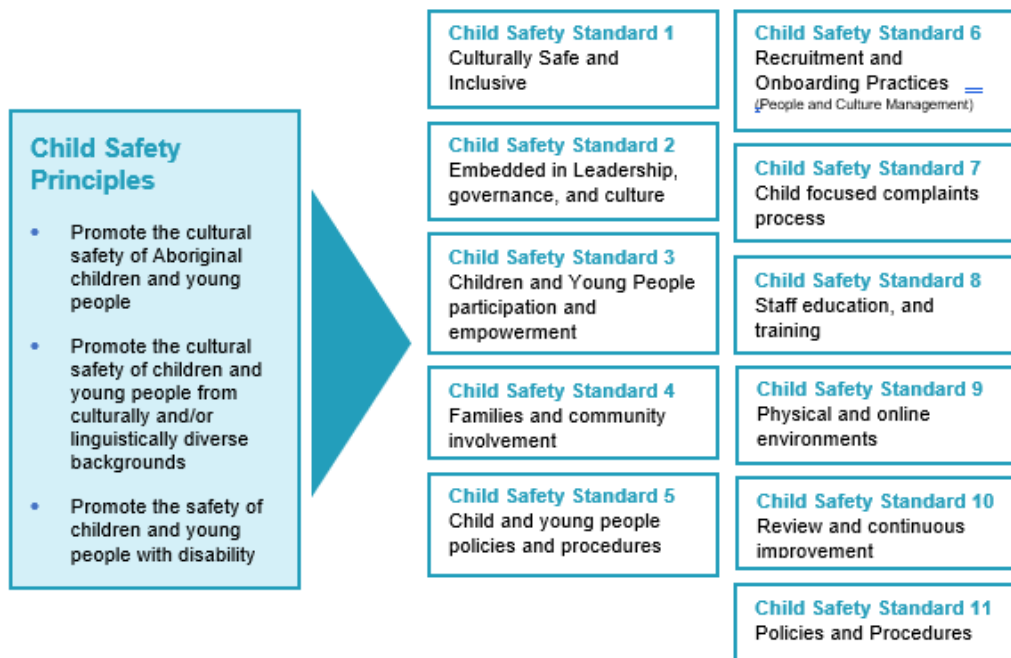 Child Safety
Principles
• Promote the cultural
safety of Aboriginal
children and young
people
• Promote the cultural
safety of children and
young people from
culturally and/or
linguistically diverse
backgrounds
• Promote the safety of
children and young
people with disability
Child Safety Standard 1
Culturally Safe and
Inclusive
Child Safety Standard 2
Embedded in Leadership,
governance, and culture
Child Safety Standard 3
Children and Young People
participation and
empowerment
Child Safety Standard 4
Families and community
involvement
Child Safety Standard 5
Child and young people
policies and procedures
Child Safety Standard 6
Recruitment and
Onboarding Practices
(People and Culture Management)
Child Safety Standard 7
Child focused complaints
process
Child Safety Standard 8
Staff education, and
training
Child Safety Standard 9
Physical and online
environments
Child Safety Standard 10
Review and continuous
improvement
Child Safety Standard 11
Policies and Procedures